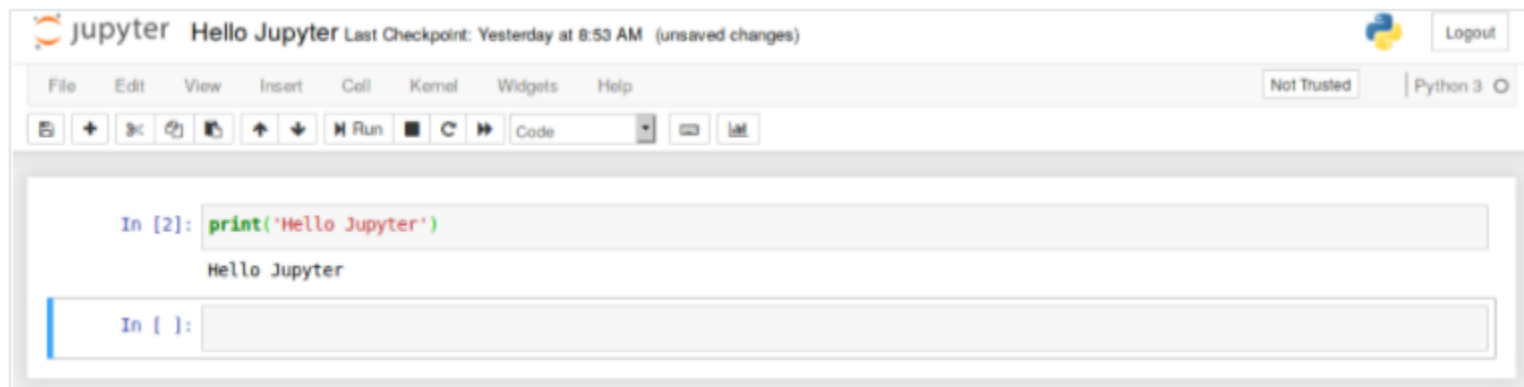 jupyter Hello Jupyter Last Checkpoint: Yesterday at 8:53 AM (unsaved changes) Logout
File Edit View Insert Cell Kernel Widgets Help Not Trusted Python 3
Run Code
In [2]: print('Hello Jupyter')
Hello Jupyter
In [ ]: